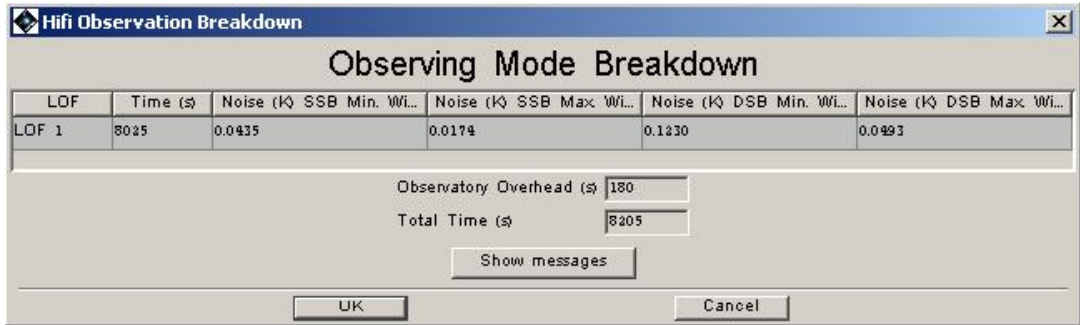 Hifi Observation Breakdown
Observing Mode Breakdown
LOF Time (s) Noise (K) SSB Min. Wi... Noise (K) SSB Max. Wi... Noise (K) DSB Min. Wi... Noise (K) DSB Max. Wi...
LOF 1 8025 0.0435 0.0174 0.1230 0.0493
Observatory Overhead (s) 180
Total Time (s) 8205
Show messages
UK Cancel